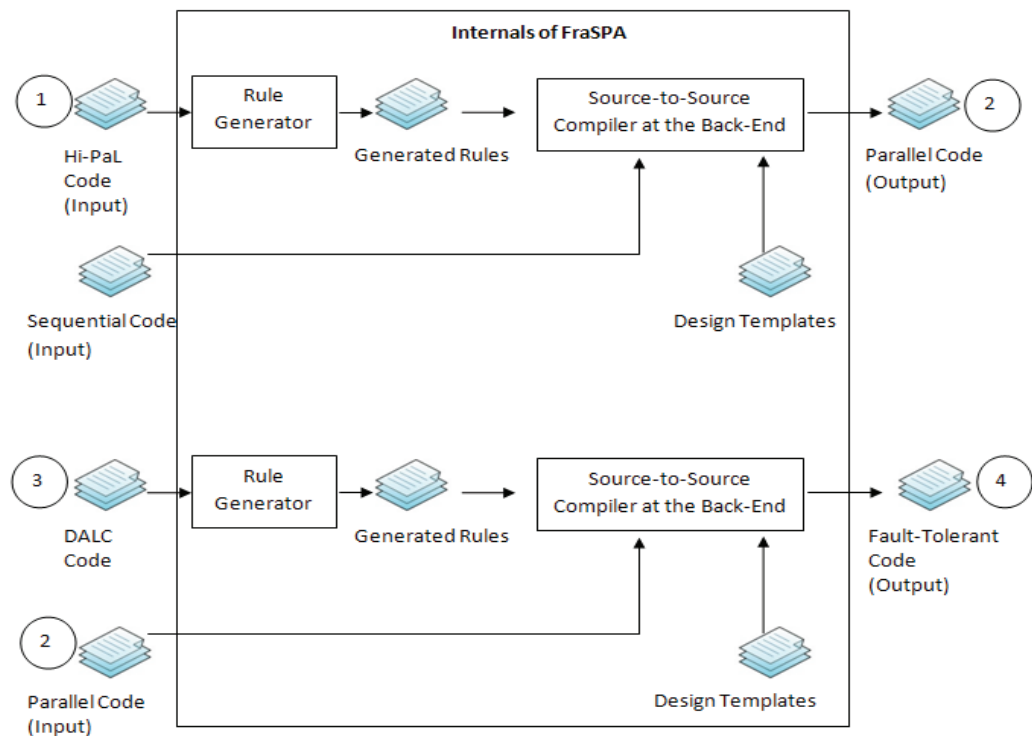 Internals of FraSPA
1
Rule
Generator
Source-to-Source
Compiler at the Back-End
2
Hi-PaL
Code
(Input)
Generated Rules
Parallel Code
(Output)
Sequential Code
(Input)
Design Templates
3
Rule
Generator
Source-to-Source
Compiler at the Back-End
4
DALC
Code
Generated Rules
Fault-Tolerant
Code
(Output)
2
Parallel Code
(Input)
Design Templates